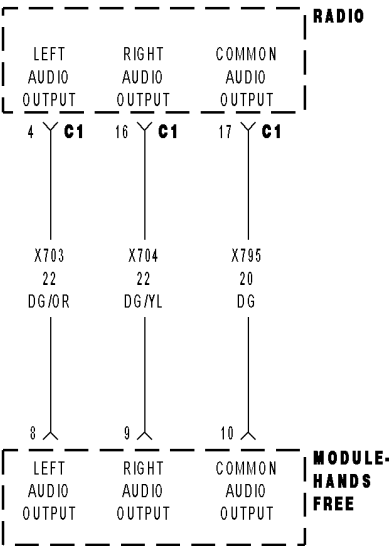 RADIO
LEFT RIGHT COMMON
AUDIO AUDIO AUDIO
OUTPUT OUTPUT OUTPUT
4 C1 16 C1 17 C1
X703 X704 X795
22 22 20
DG/OR DG/YL DG
8 9 10
MODULE-
HANDS
FREE
LEFT RIGHT COMMON
AUDIO AUDIO AUDIO
OUTPUT OUTPUT OUTPUT